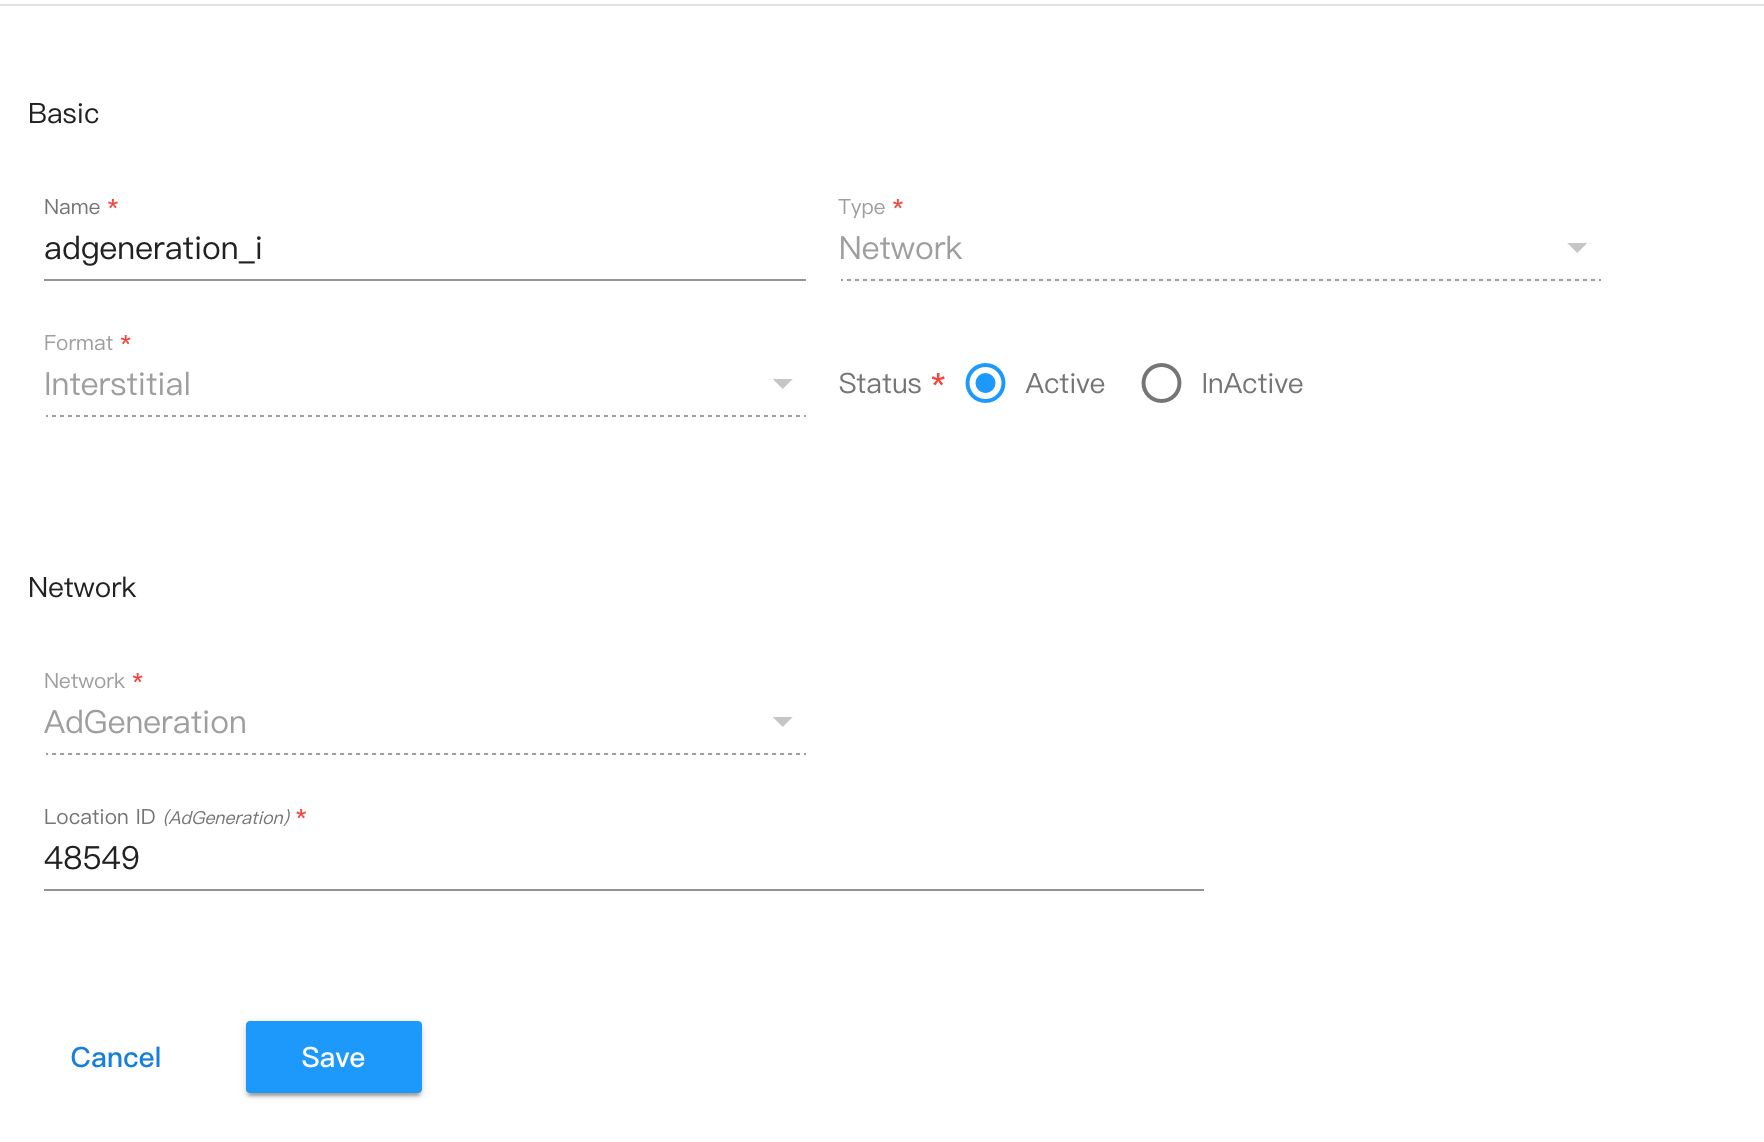 Basic
Name *
adgeneration_i
Type *
Network
Format *
Interstitial
Status * Active InActive
Network
Network *
AdGeneration
Location ID (AdGeneration) *
48549
Cancel Save